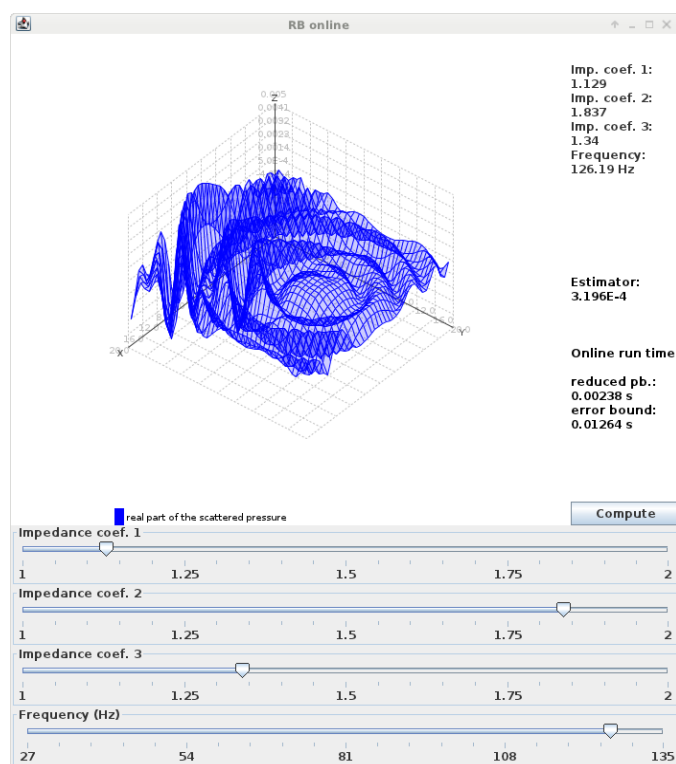 RB online
Imp. coef. 1:
1.129
Imp. coef. 2:
1.837
Imp. coef. 3:
1.34
Frequency:
126.19 Hz
Z
0.005
X
Y
Estimator:
3.196E-4
Online run time
reduced pb.:
0.00238 s
error bound:
0.01264 s
real part of the scattered pressure
Compute
Impedance coef. 1
1 1.25 1.5 1.75 2
Impedance coef. 2
1 1.25 1.5 1.75 2
Impedance coef. 3
1 1.25 1.5 1.75 2
Frequency (Hz)
27 54 81 108 135